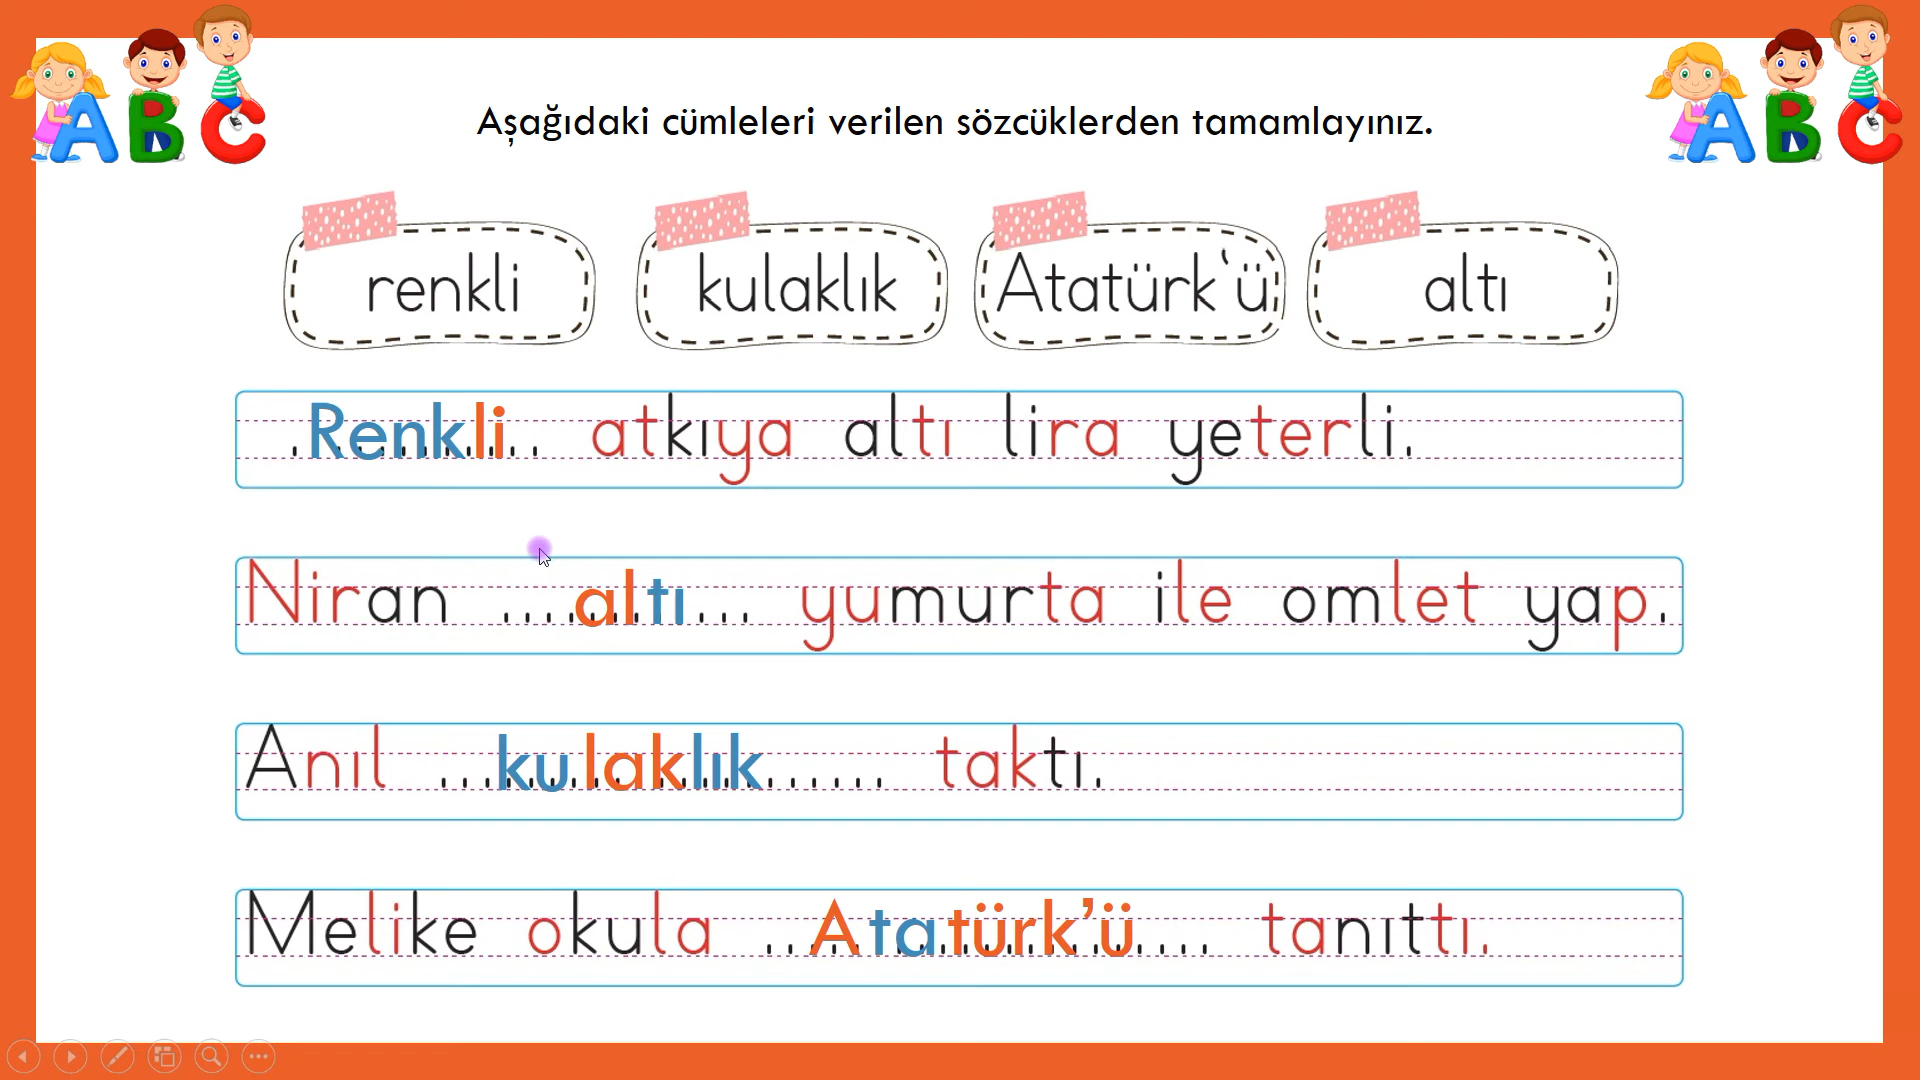 A B C
A B C
Aşağıdaki cümleleri verilen sözcüklerden tamamlayınız.
renkli kulaklık Atatürk‘ü altı
.Renkli.. atkıya altı lira yeterli.
Niran ....altı... yumurta ile omlet yap.
Anıl ...kulaklık...... taktı.
Melike okula ...Atatürk’ü.... tanıttı.